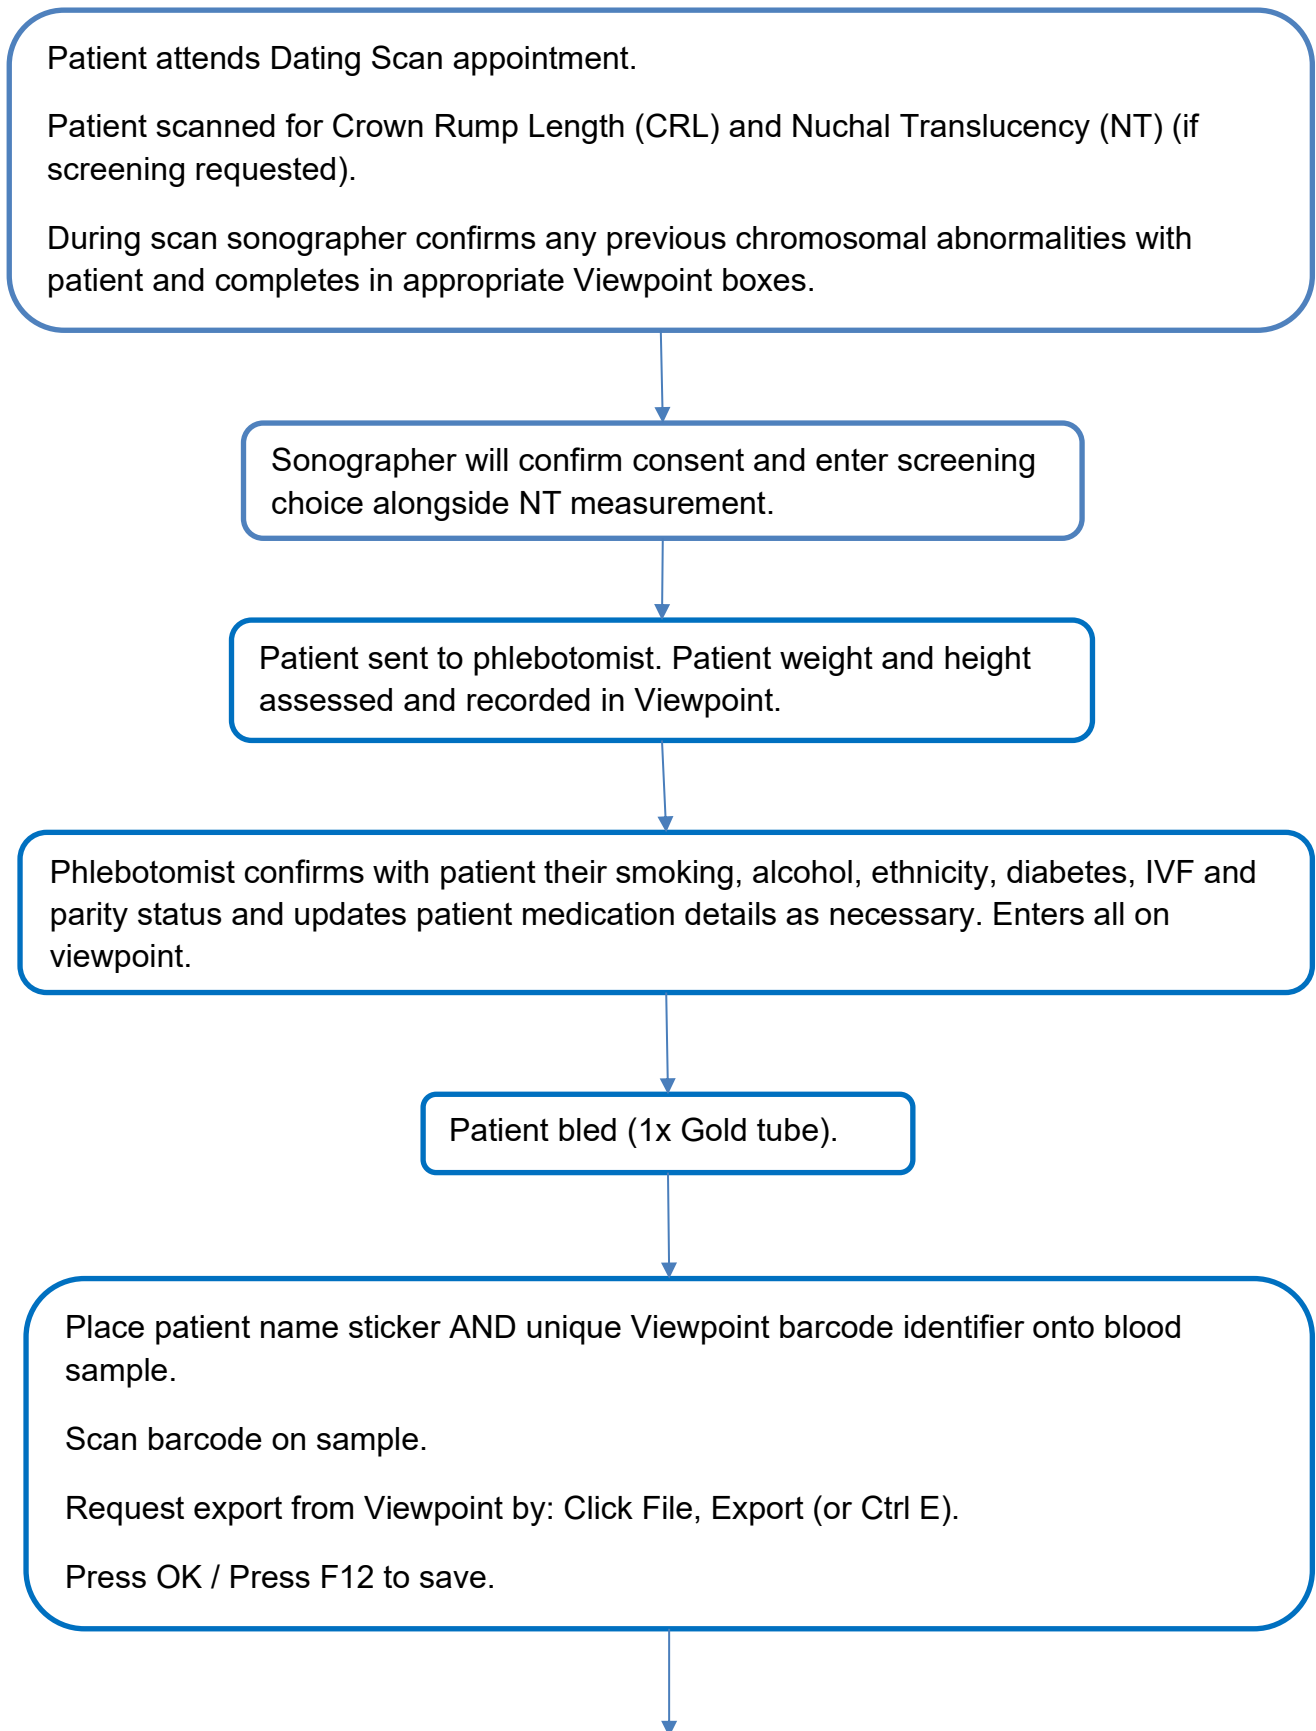 Patient attends Dating Scan appointment.
Patient scanned for Crown Rump Length (CRL) and Nuchal Translucency (NT) (if
screening requested).
During scan sonographer confirms any previous chromosomal abnormalities with
patient and completes in appropriate Viewpoint boxes.
Sonographer will confirm consent and enter screening
choice alongside NT measurement.
Patient sent to phlebotomist. Patient weight and height
assessed and recorded in Viewpoint.
Phlebotomist confirms with patient their smoking, alcohol, ethnicity, diabetes, IVF and
parity status and updates patient medication details as necessary. Enters all on
viewpoint.
Patient bled (1x Gold tube).
Place patient name sticker AND unique Viewpoint barcode identifier onto blood
sample.
Scan barcode on sample.
Request export from Viewpoint by: Click File, Export (or Ctrl E).
Press OK / Press F12 to save.